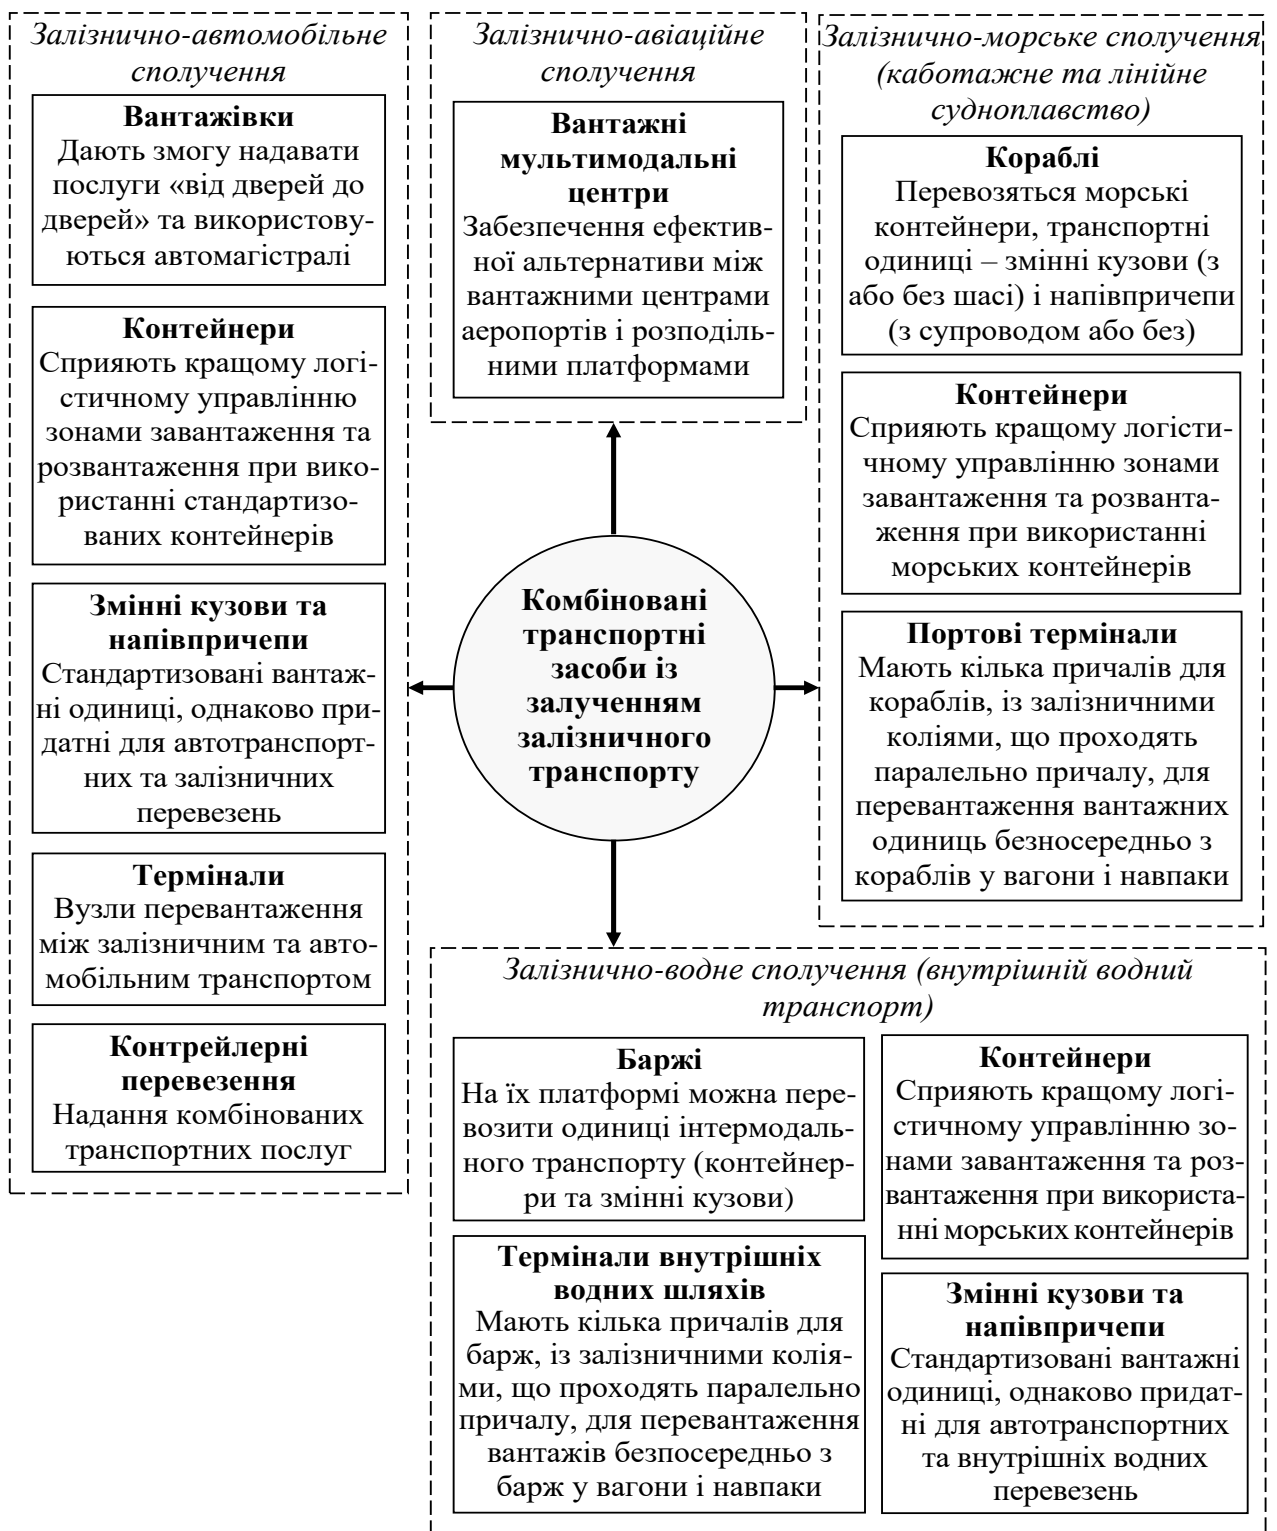 Залізнично-автомобільне
сполучення
Вантажівки
Дають змогу надавати
послуги «від дверей до
дверей» та використову-
ються автомагістралі
Контейнери
Сприяють кращому логі-
стичному управлінню
зонами завантаження та
розвантаження при вико-
ристанні стандартизо-
ваних контейнерів
Змінні кузови та
напівпричепи
Стандартизовані вантаж-
ні одиниці, однаково при-
датні для автотранспорт-
них та залізничних
перевезень
Термінали
Вузли перевантаження
між залізничним та авто-
мобільним транспортом
Контрейлерні
перевезення
Надання комбінованих
транспортних послуг
Залізнично-авіаційне
сполучення
Вантажні
мультимодальні
центри
Забезпечення ефектив-
ної альтернативи між
вантажними центрами
аеропортів і розподіль-
ними платформами
Комбіновані
транспортні
засоби із
залученням
залізничного
транспорту
Залізнично-морське сполучення
(каботажне та лінійне
судноплавство)
Кораблі
Перевозяться морські
контейнери, транспортні
одиниці – змінні кузови (з
або без шасі) і напівпричепи
(з супроводом або без)
Контейнери
Сприяють кращому логісти-
чному управлінню зонами
завантаження та розванта-
ження при використанні
морських контейнерів
Портові термінали
Мають кілька причалів для
кораблів, із залізничними
коліями, що проходять
паралельно причалу, для
перевантаження вантажних
одиниць безносередньо з
кораблів у вагони і навпаки
Залізнично-водне сполучення (внутрішній водний
транспорт)
Баржі
На їх платформі можна пере-
возити одиниці інтермодаль-
ного транспорту (контейнер-
ри та змінні кузови)
Термінали внутрішніх
водних шляхів
Мають кілька причалів для
барж, із залізничними колія-
ми, що проходять паралельно
причалу, для перевантаження
вантажів безпосередньо з
барж у вагони і навпаки
Контейнери
Сприяють кращому логі-
стичному управлінню зо-
нами завантаження та роз-
вантаження при використа-
нні морських контейнерів
Змінні кузови та
напівпричепи
Стандартизовані вантажні
одиниці, однаково придат-
ні для автотранспортних
та внутрішніх водних
перевезень